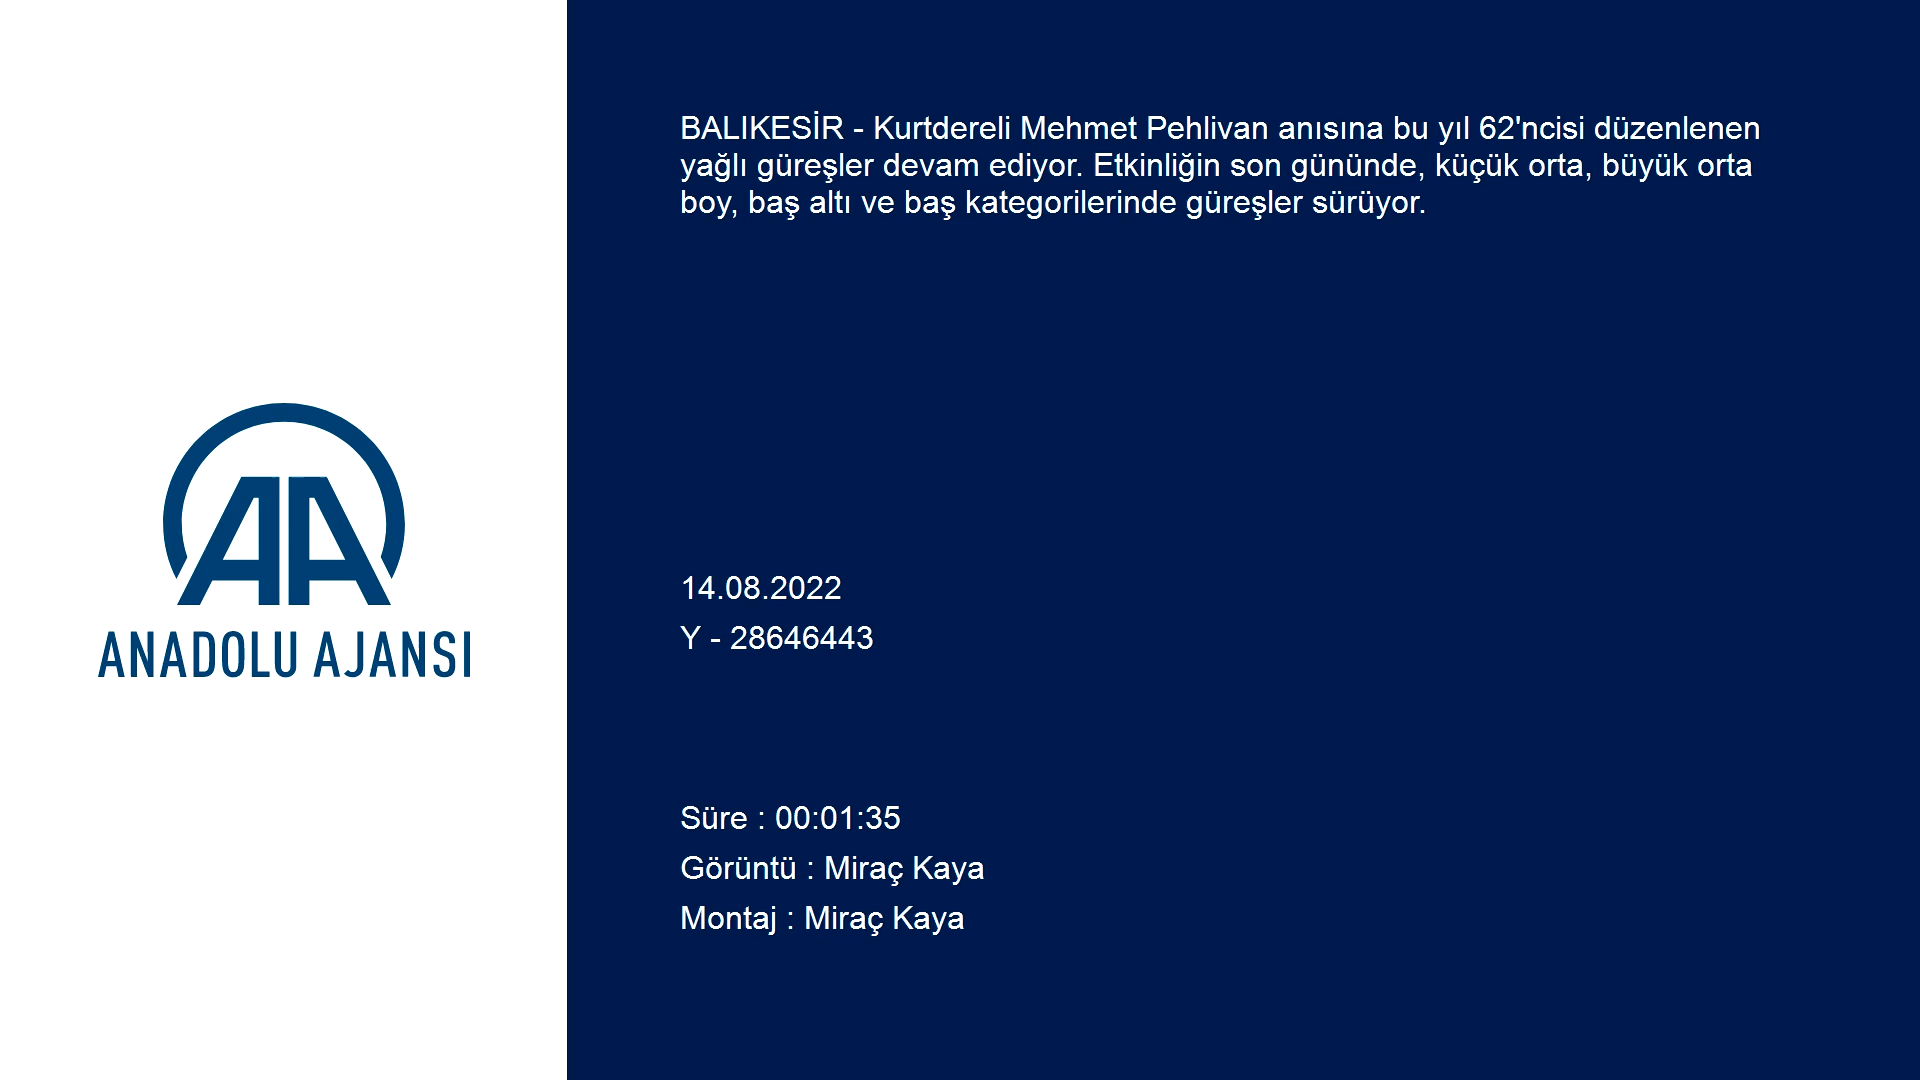 BALIKESİR - Kurtdereli Mehmet Pehlivan anısına bu yıl 62'ncisi düzenlenen
yağlı güreşler devam ediyor. Etkinliğin son gününde, küçük orta, büyük orta
boy, baş altı ve baş kategorilerinde güreşler sürüyor.
AA
ANADOLU AJANSI
14.08.2022
Y - 28646443
Süre : 00:01:35
Görüntü : Miraç Kaya
Montaj : Miraç Kaya